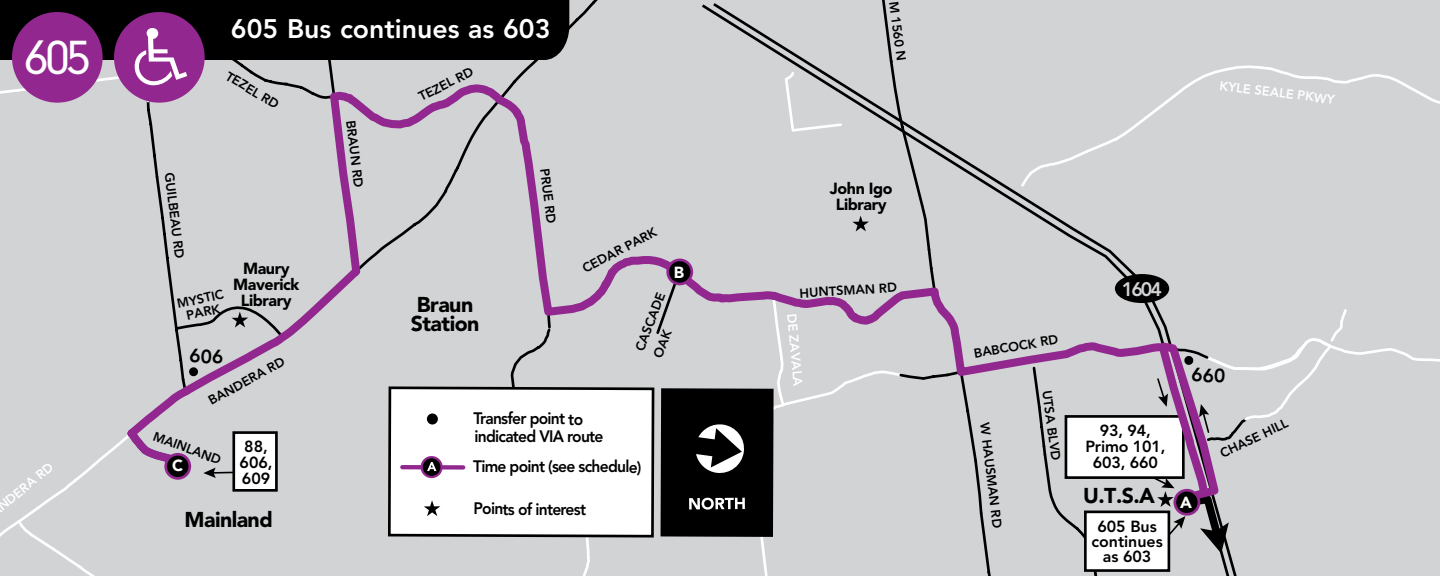 605
605 Bus continues as 603
TEZEL RD
TEZEL RD
BRAUN RD
GUILBEAU RD
PRUE RD
M 1560 N
KYLE SEALE PKWY
John Igo
Library
CEDAR PARK
B
CASCADE
OAK
HUNTSMAN RD
DE ZAVALA
1604
Maury
Maverick
Library
MYSTIC
PARK
Braun
Station
606
BANDERA RD
BABCOCK RD
660
UTSA BLVD
W HAUSMAN RD
CHASE HILL
93, 94,
Primo 101,
603, 660
U.T.S.A
A
605 Bus
continues
as 603
MAINLAND
C
88,
606,
609
Mainland
NDERA RD
Transfer point to
indicated VIA route
A
Time point (see schedule)
Points of interest
NORTH